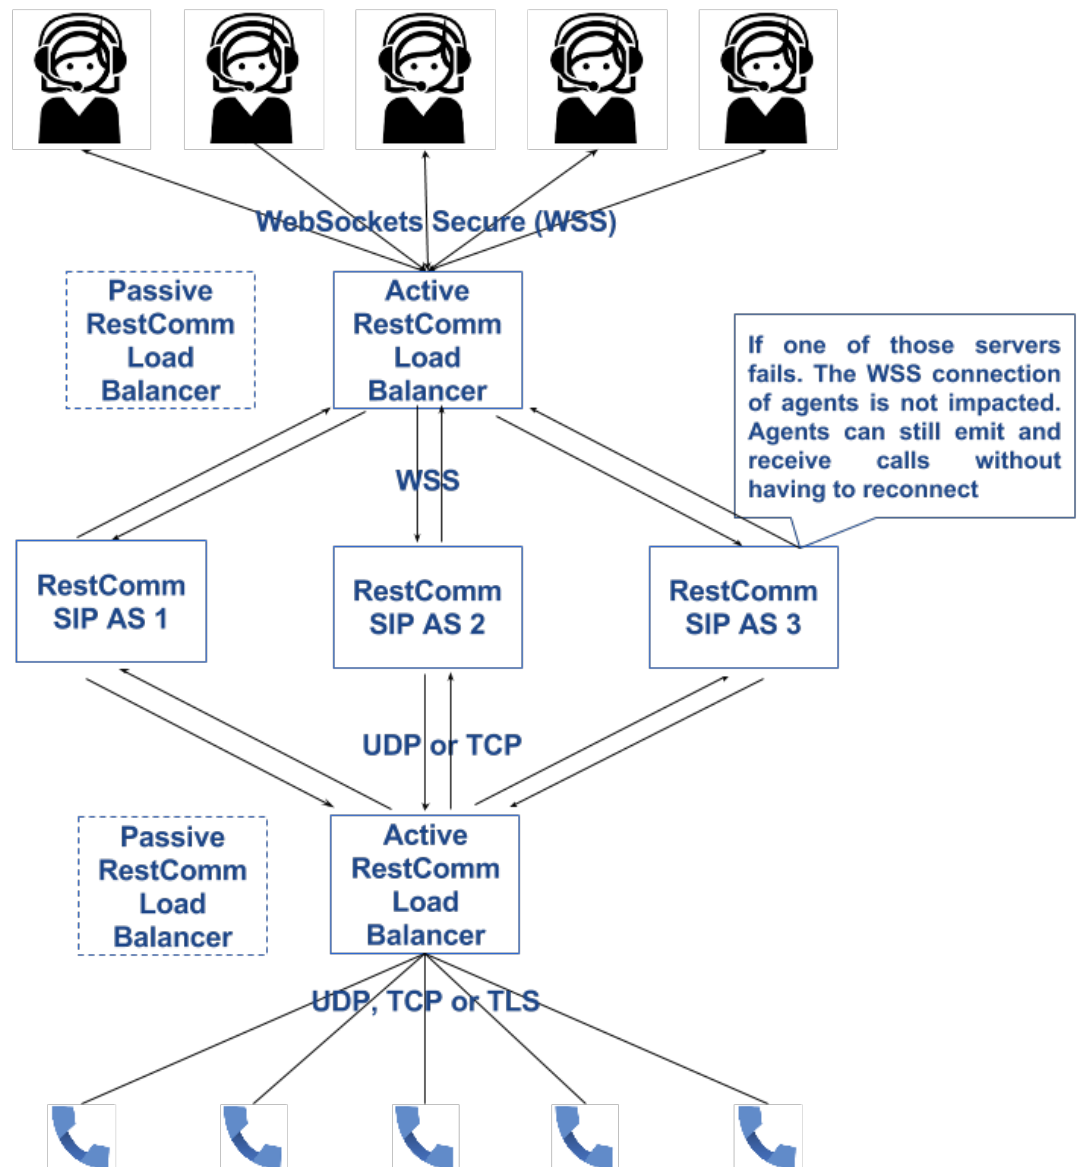 WebSockets Secure (WSS)
Passive
RestComm
Load
Balancer
Active
RestComm
Load
Balancer
If one of those servers
fails. The WSS connection
of agents is not impacted.
Agents can still emit and
receive calls without
having to reconnect
WSS
RestComm
SIP AS 1
RestComm
SIP AS 2
RestComm
SIP AS 3
UDP or TCP
Passive
RestComm
Load
Balancer
Active
RestComm
Load
Balancer
UDP, TCP or TLS